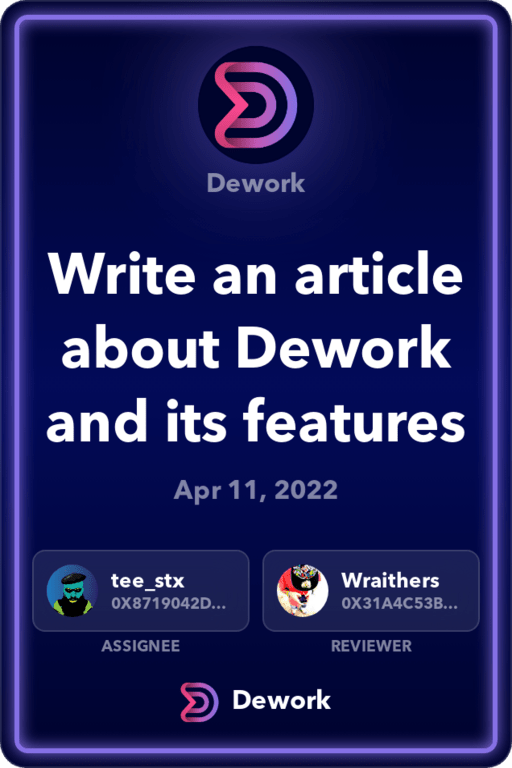 Dework
Write an article
about Dework
and its features
Apr 11, 2022
tee_stx
0X8719042D...
Wraithers
0X31A4C53B...
ASSIGNEE
REVIEWER
Dework